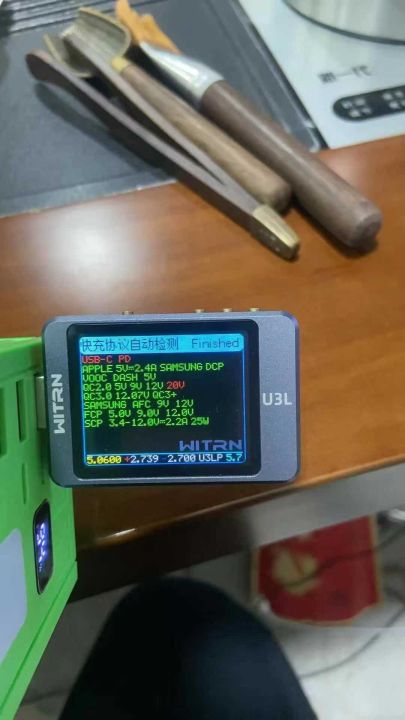 新一代
快充协议自动检测 Finished
USB-C PD
APPLE 5V=2.4A SAMSUNG DCP
VOOC DASH 5V
QC2.0 5V 9V 12V 20V
QC3.0 12.07V QC3+
SAMSUNG AFC 9V 12V
FCP 5.0V 9.0V 12.0V
SCP 3.4-12.0V=2.2A 25W
WITRN
5.0600 +2.739 2.700 U3LP 5.7
WITRN
U3L